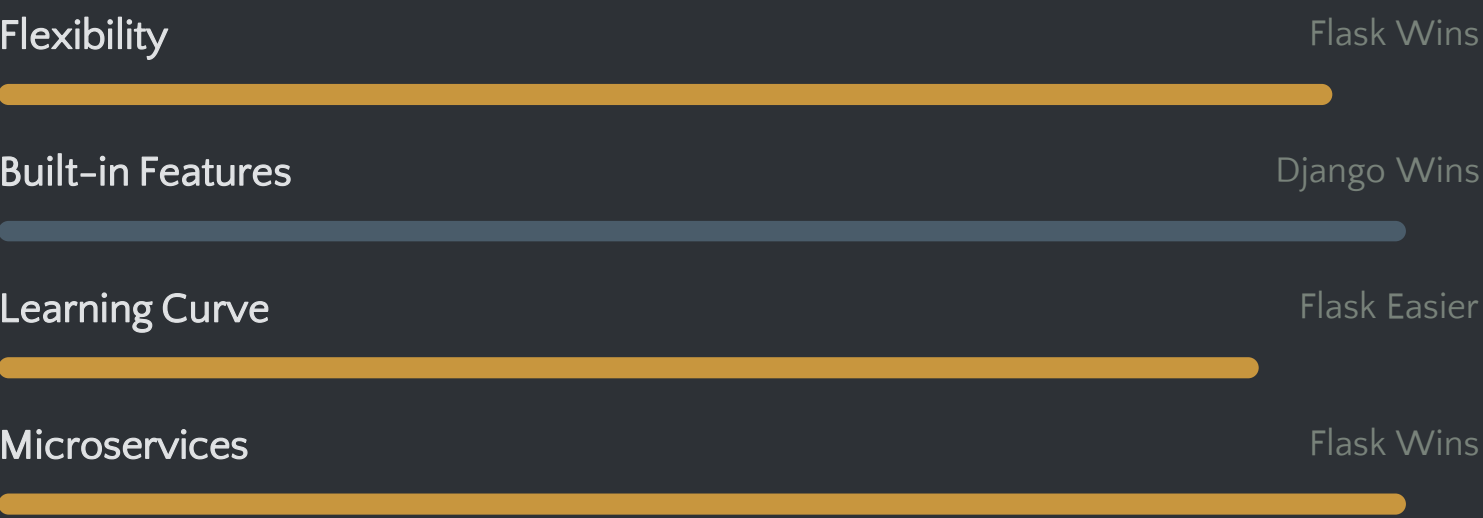 Flexibility Flask Wins
Built-in Features Django Wins
Learning Curve Flask Easier
Microservices Flask Wins